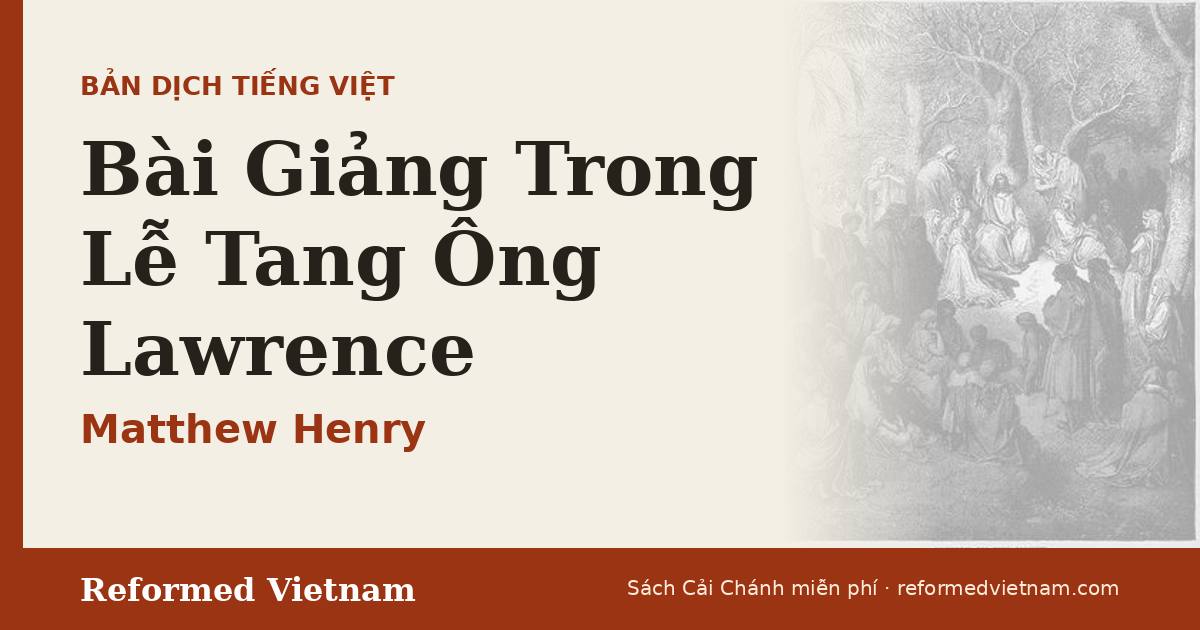 BẢN DỊCH TIẾNG VIỆT
Bài Giảng Trong
Lễ Tang Ông
Lawrence
Matthew Henry
Reformed Vietnam
Sách Cải Chánh miễn phí · reformedvietnam.com